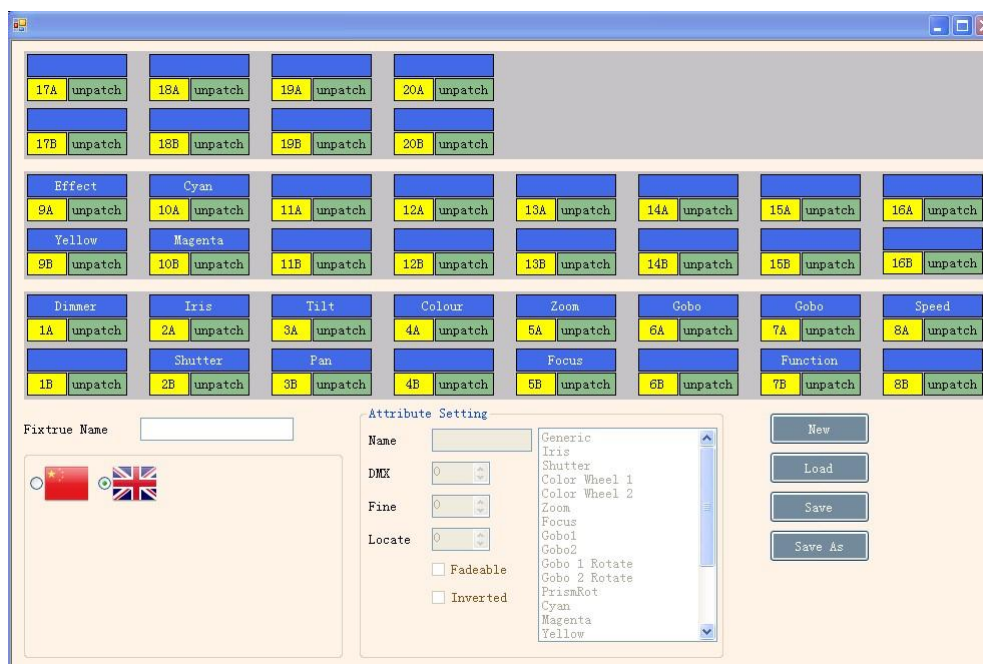 17A unpatch 18A unpatch 19A unpatch 20A unpatch
17B unpatch 18B unpatch 19B unpatch 20B unpatch
Effect Cyan
9A unpatch 10A unpatch 11A unpatch 12A unpatch 13A unpatch 14A unpatch 15A unpatch 16A unpatch
Yellow Magenta
9B unpatch 10B unpatch 11B unpatch 12B unpatch 13B unpatch 14B unpatch 15B unpatch 16B unpatch
Dimmer Iris Tilt Colour Zoom Gobo Gobo Speed
1A unpatch 2A unpatch 3A unpatch 4A unpatch 5A unpatch 6A unpatch 7A unpatch 8A unpatch
Shutter Pan Focus Function
1B unpatch 2B unpatch 3B unpatch 4B unpatch 5B unpatch 6B unpatch 7B unpatch 8B unpatch
Fixtrue Name
Attribute Setting
Name
DMX 0
Fine 0
Locate 0
Fadeable
Inverted
Generic
Iris
Shutter
Color Wheel 1
Color Wheel 2
Zoom
Focus
Gobo1
Gobo2
Gobo 1 Rotate
Gobo 2 Rotate
PrismRot
Cyan
Magenta
Yellow
New
Load
Save
Save As